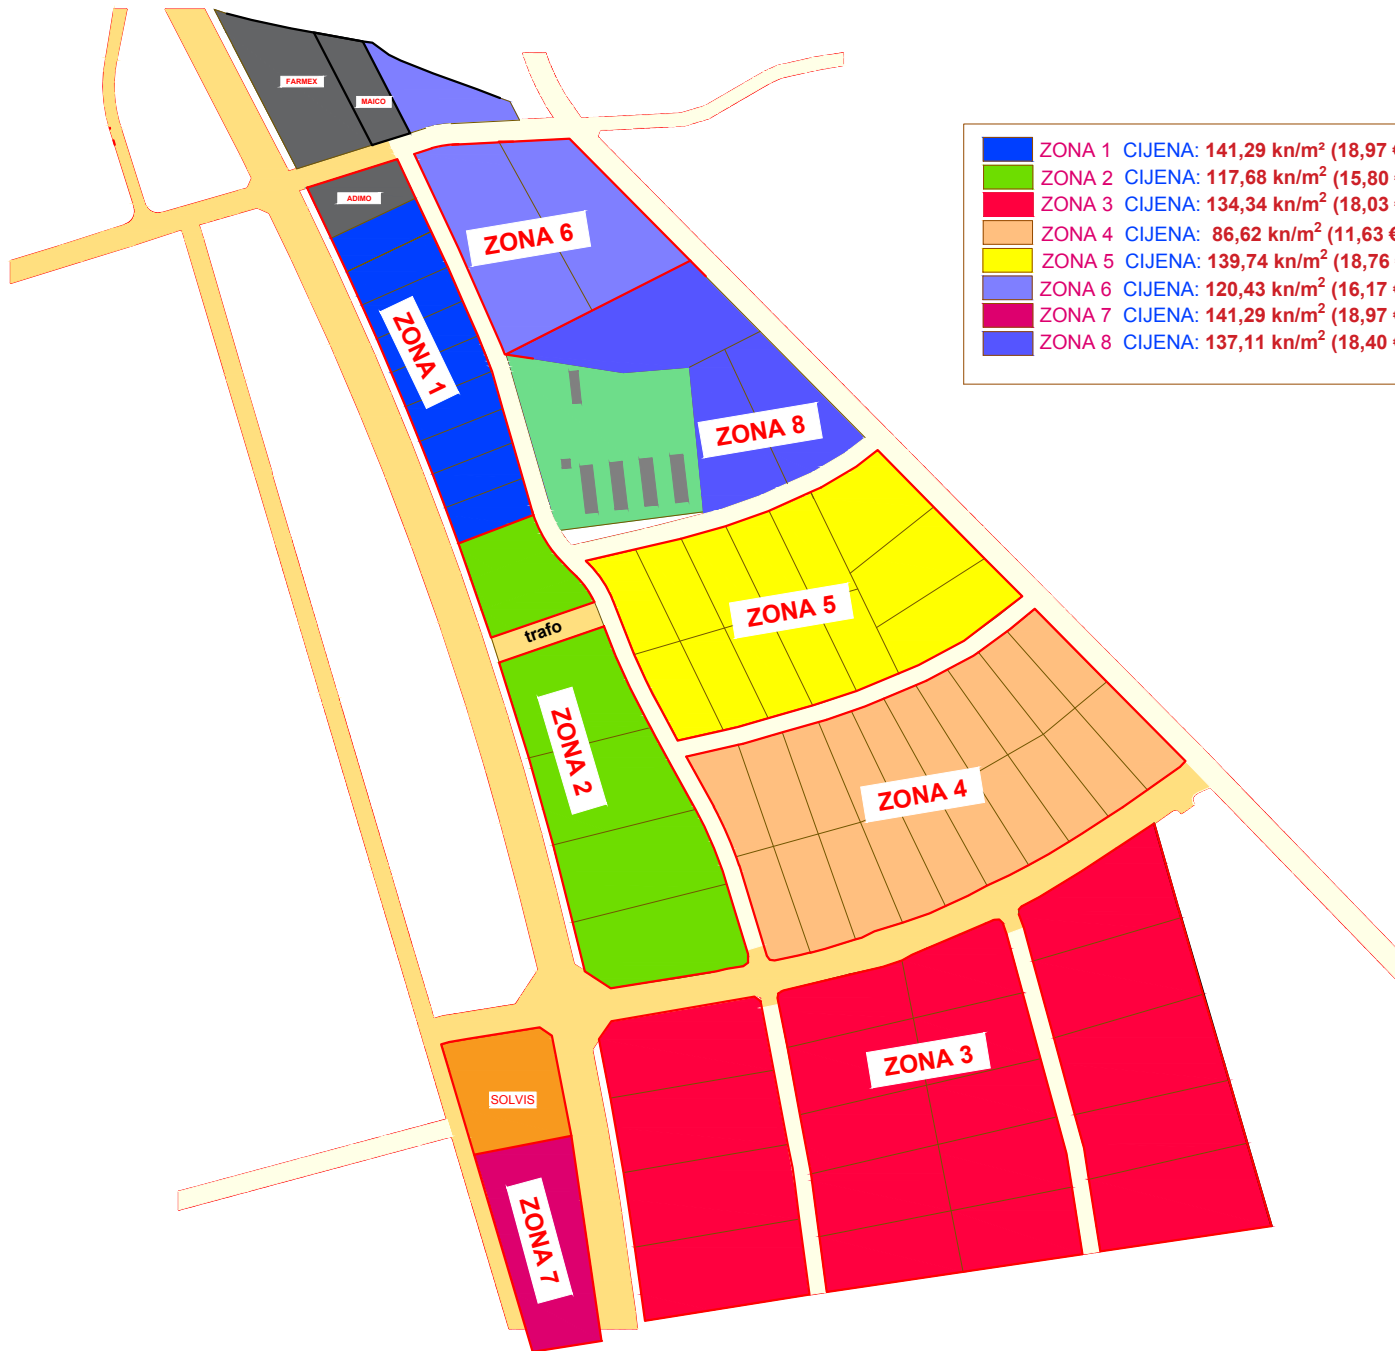 FARMEX
MAICO
ADIMO
ZONA 1 CIJENA: 141,29 kn/m² (18,97 €
ZONA 2 CIJENA: 117,68 kn/m² (15,80
ZONA 3 CIJENA: 134,34 kn/m² (18,03
ZONA 4 CIJENA: 86,62 kn/m² (11,63 €
ZONA 5 CIJENA: 139,74 kn/m² (18,76
ZONA 6 CIJENA: 120,43 kn/m² (16,17
ZONA 7 CIJENA: 141,29 kn/m² (18,97
ZONA 8 CIJENA: 137,11 kn/m² (18,40
ZONA 6
ZONA 1
ZONA 8
ZONA 5
trafo
ZONA 2
ZONA 4
ZONA 3
SOLVIS
ZONA 7